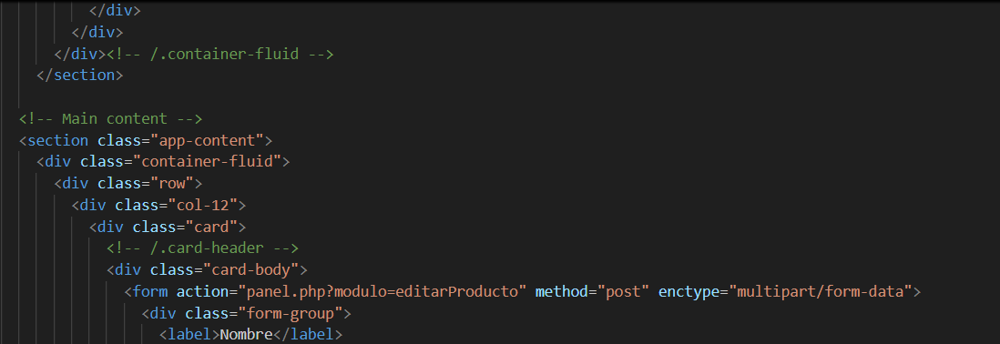 </div>
</div>
</div><!-- /.container-fluid -->
</section>
<!-- Main content -->
<section class="app-content">
<div class="container-fluid">
<div class="row">
<div class="col-12">
<div class="card">
<!-- /.card-header -->
<div class="card-body">
<form action="panel.php?modulo=editarProducto" method="post" enctype="multipart/form-data">
<div class="form-group">
<label>Nombre</label>